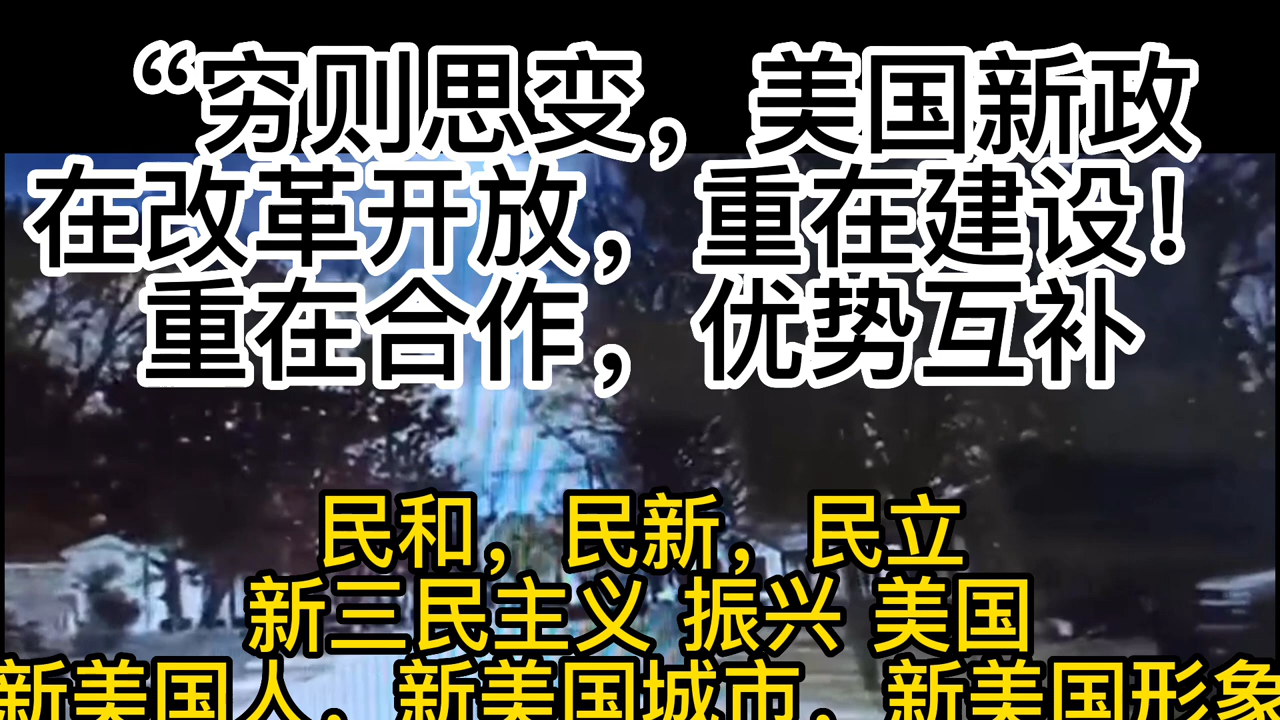 “穷则思变，美国新政
在改革开放，重在建设！
重在合作，优势互补
民和，民新，民立
新三民主义 振兴 美国
新美国人，新美国城市，新美国形象